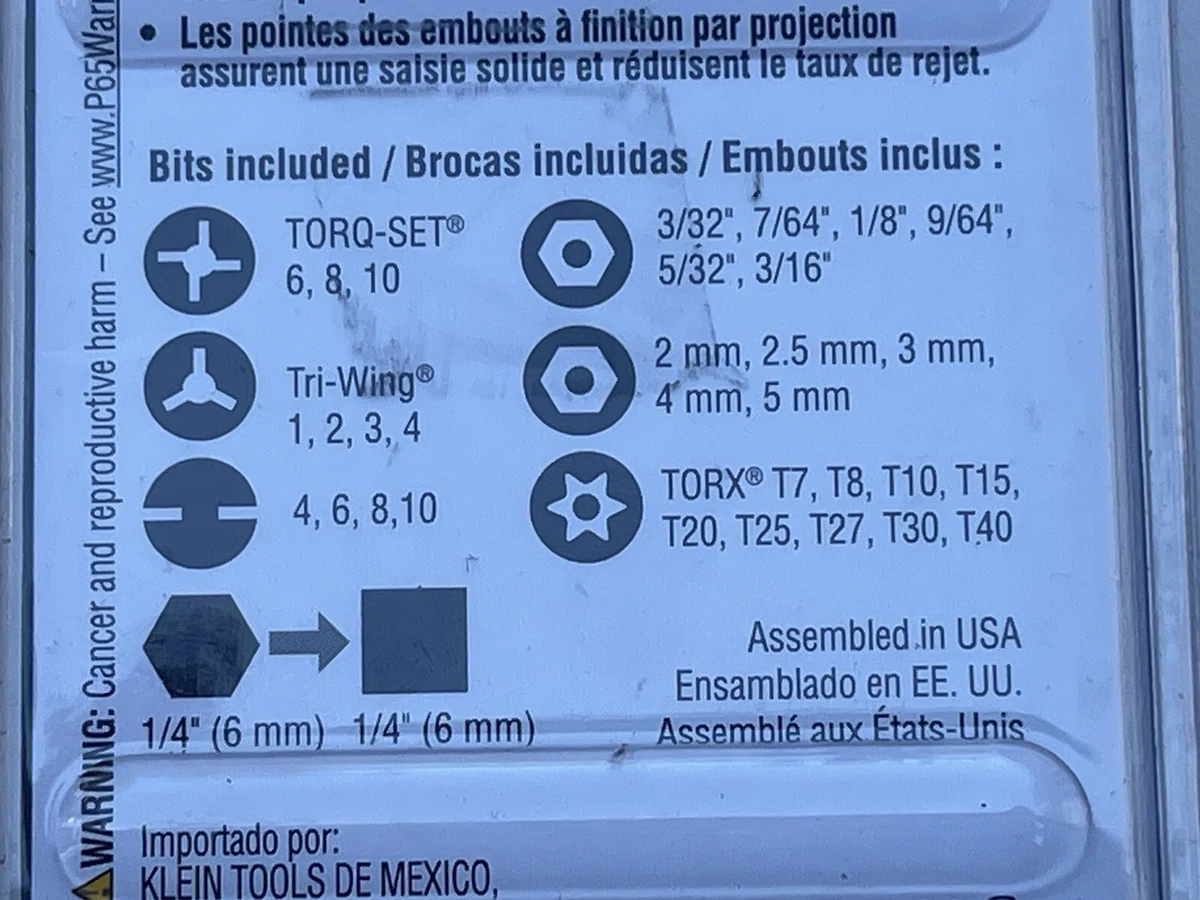 • Les pointes des embouts à finition par projection
assurent une saisie solide et réduisent le taux de rejet.
Bits included / Brocas incluidas / Embouts inclus :
TORQ-SET®
6, 8, 10
Tri-Wing®
1, 2, 3, 4
4, 6, 8,10
1/4" (6 mm) 1/4" (6 mm)
3/32", 7/64", 1/8", 9/64",
5/32", 3/16"
2 mm, 2.5 mm, 3 mm,
4 mm, 5 mm
TORX® T7, T8, T10, T15,
T20, T25, T27, T30, T40
Assembled in USA
Ensamblado en EE. UU.
Assemblé aux États-Unis
Importado por:
KLEIN TOOLS DE MEXICO,
WARNING: Cancer and reproductive harm – See www.P65Warn